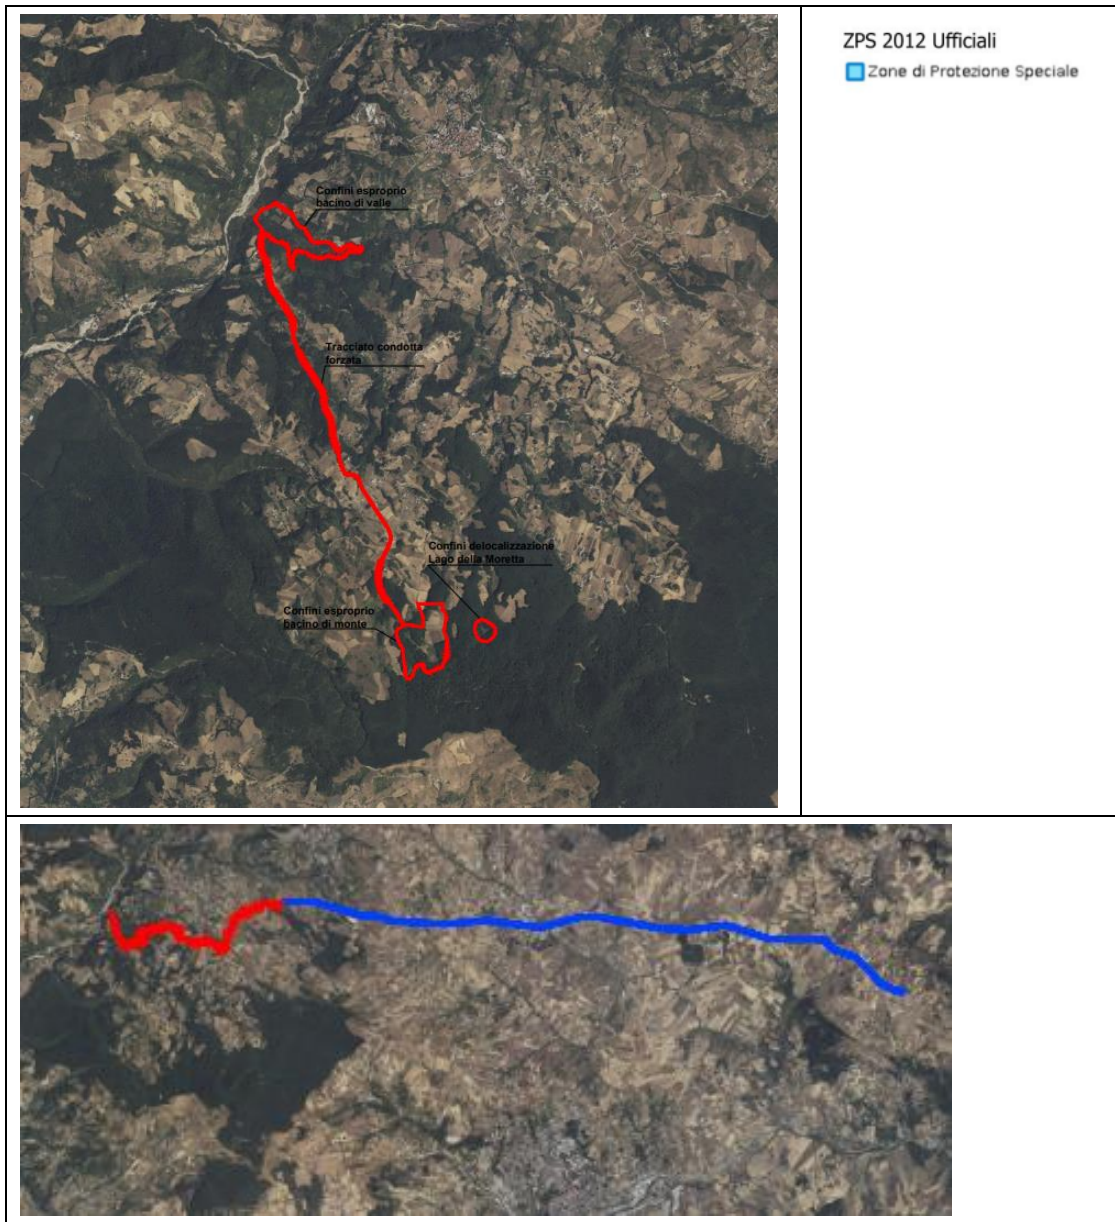 ZPS 2012 Ufficiali
Zone di Protezione Speciale
Confini esproprio
bacino di valle
Tracciato condotta
forzata
Confini delocalizzazione
Lago della Moretta
Confini esproprio
bacino di monte